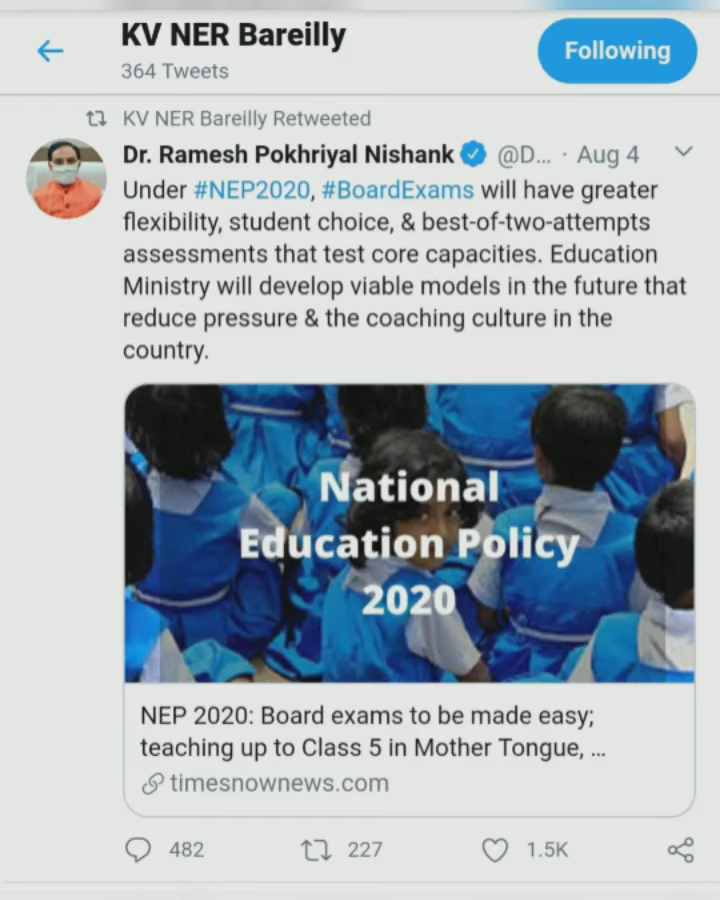 KV NER Bareilly
364 Tweets
Following
KV NER Bareilly Retweeted
Dr. Ramesh Pokhriyal Nishank @D... · Aug 4
Under #NEP2020, #BoardExams will have greater
flexibility, student choice, & best-of-two-attempts
assessments that test core capacities. Education
Ministry will develop viable models in the future that
reduce pressure & the coaching culture in the
country.
National
Education Policy
2020
NEP 2020: Board exams to be made easy;
teaching up to Class 5 in Mother Tongue, ...
timesnownews.com
482 227 1.5K